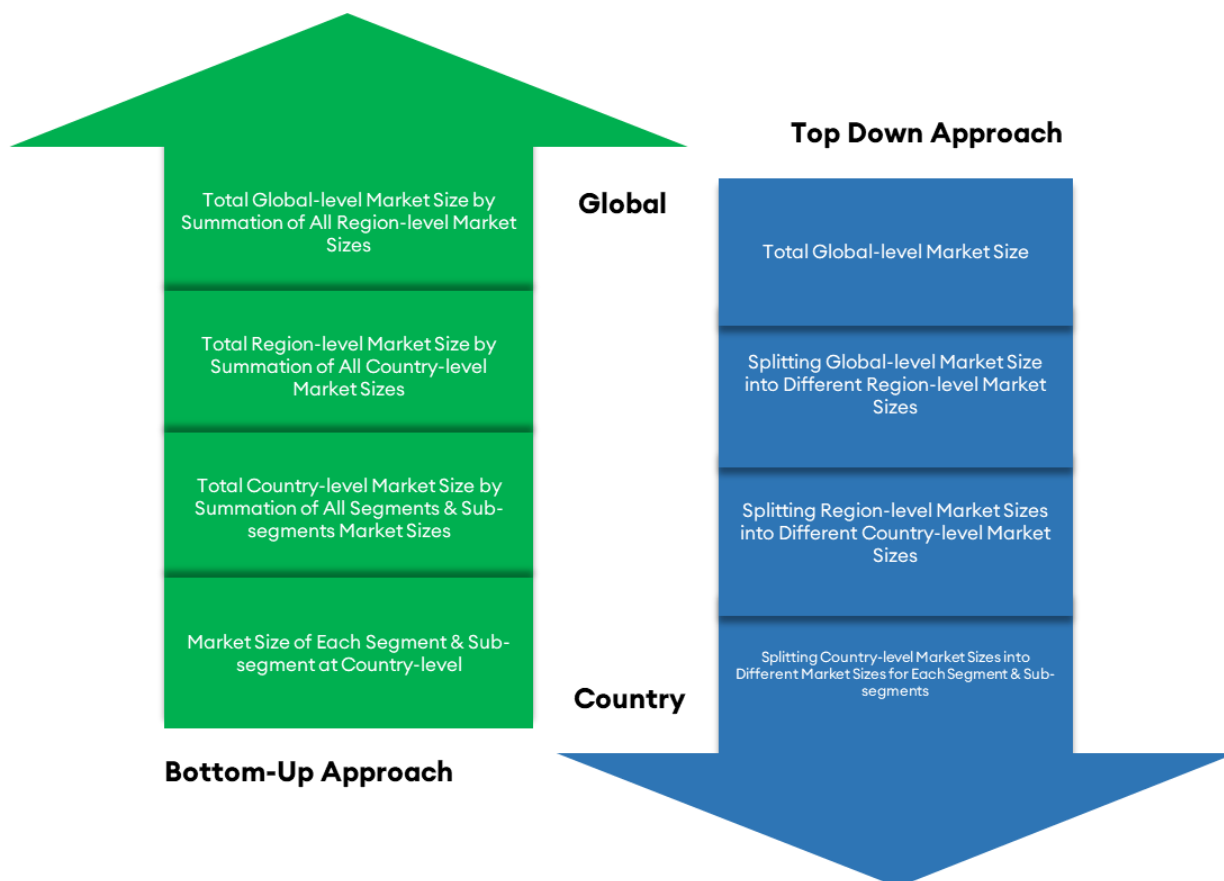 Top Down Approach
Total Global-level Market Size by
Summation of All Region-level Market
Sizes
Total Region-level Market Size by
Summation of All Country-level
Market Sizes
Total Country-level Market Size by
Summation of All Segments & Sub-
segments Market Sizes
Market Size of Each Segment & Sub-
segment at Country-level
Bottom-Up Approach
Global
Country
Total Global-level Market Size
Splitting Global-level Market Size
into Different Region-level Market
Sizes
Splitting Region-level Market Sizes
into Different Country-level Market
Sizes
Splitting Country-level Market Sizes into
Different Market Sizes for Each Segment & Sub-
segments